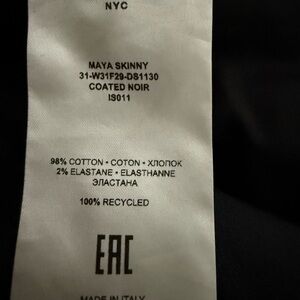 NYC
MAYA SKINNY
31-W31F29-DS1130
COATED NOIR
IS011
98% COTTON • COTON • ХЛОПОК
2% ELASTANE • ELASTHANNE
ЭЛАСТАНА
100% RECYCLED
EAC
MADE IN ITALY